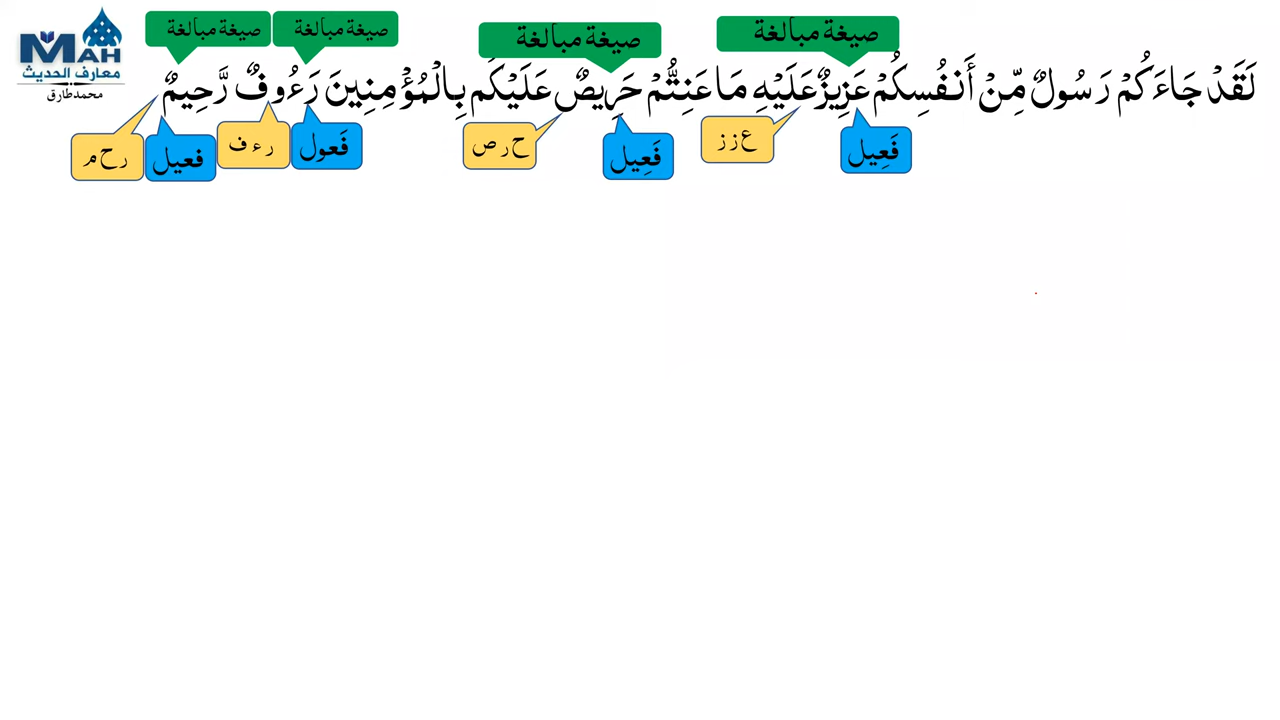 صيغة مبالغة صيغة مبالغة صيغة مبالغة صيغة مبالغة
لَقَدْ جَاءَكُمْ رَسُولٌ مِّنْ أَنفُسِكُمْ عَزِيزٌ عَلَيْهِ مَا عَنِتُّمْ حَرِيصٌ عَلَيْكُم بِالْمُؤْمِنِينَ رَءُوفٌ رَّحِيمٌ
فَعِيل ع ز ز فَعِيل ح ر ص فَعول ر ء ف فعيل ر ح م
MAH
معارف الحديث
محمد طارق